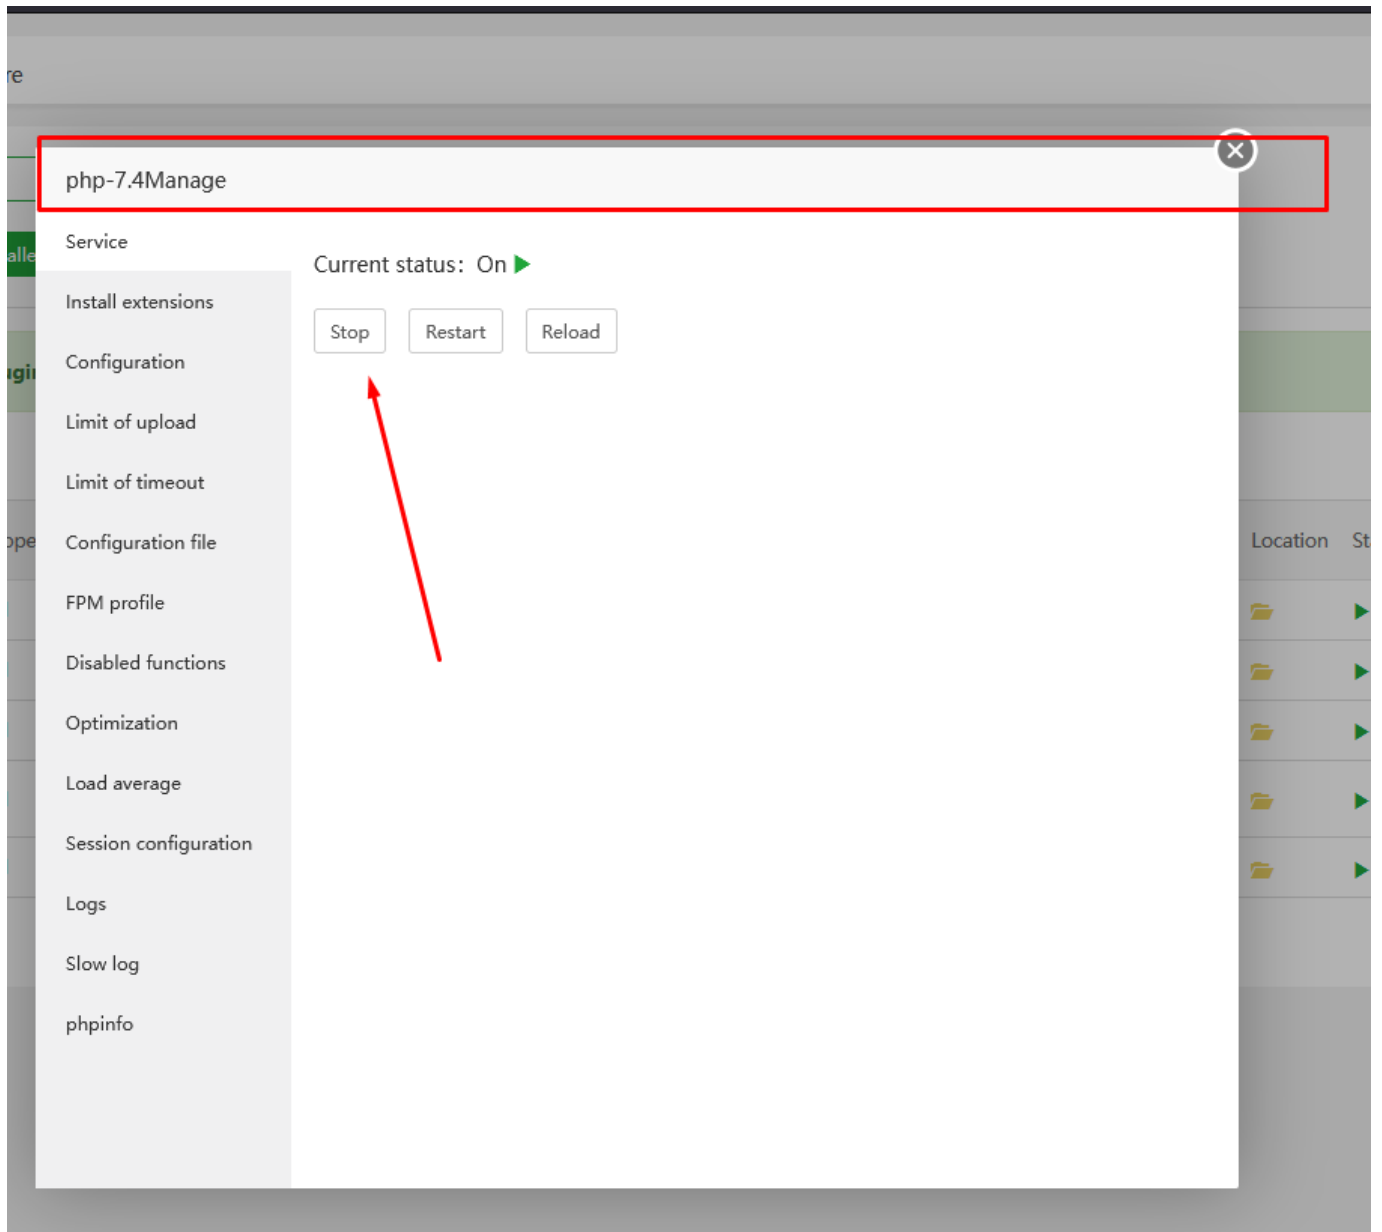 php-7.4Manage
Service
Current status: On
Stop Restart Reload
Install extensions
Configuration
Limit of upload
Limit of timeout
Configuration file
Location
FPM profile
Disabled functions
Optimization
Load average
Session configuration
Logs
Slow log
phpinfo